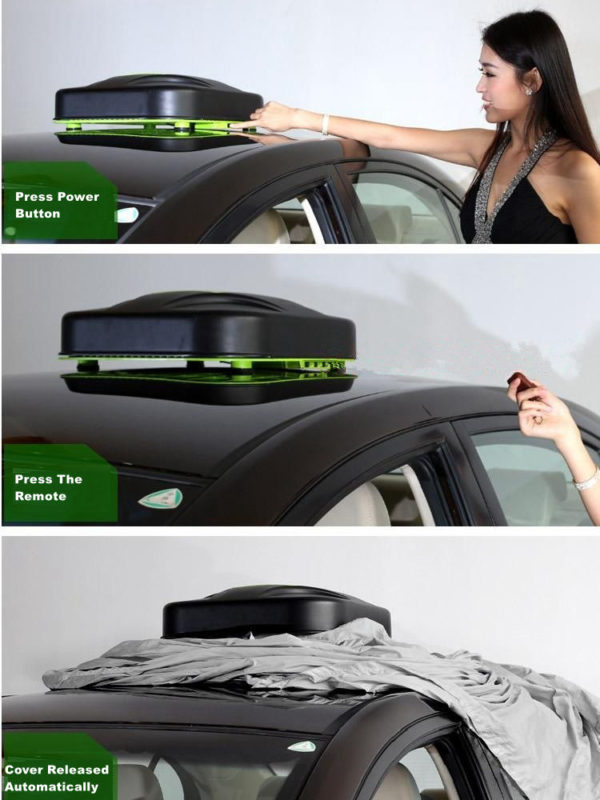 Press Power
Button
Press The
Remote
Cover Released
Automatically